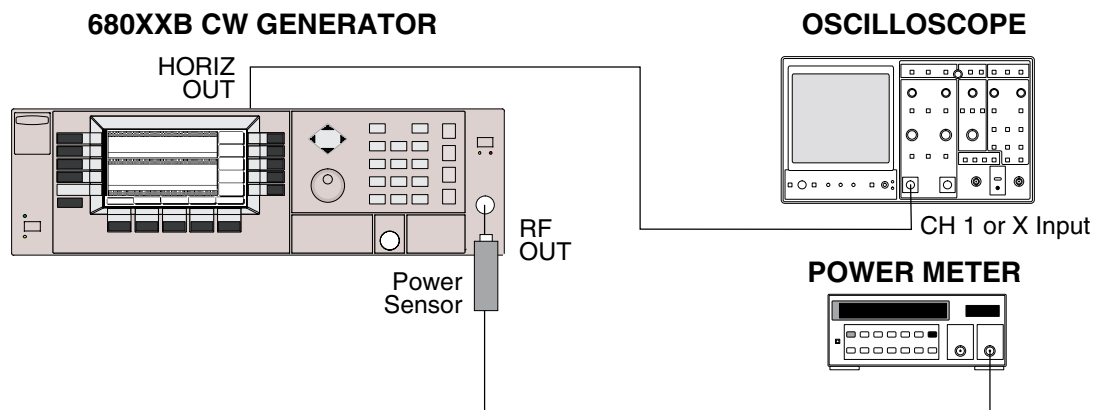 680XXB CW GENERATOR
OSCILLOSCOPE
HORIZ
OUT
CH 1 or X Input
RF
OUT
Power
Sensor
POWER METER